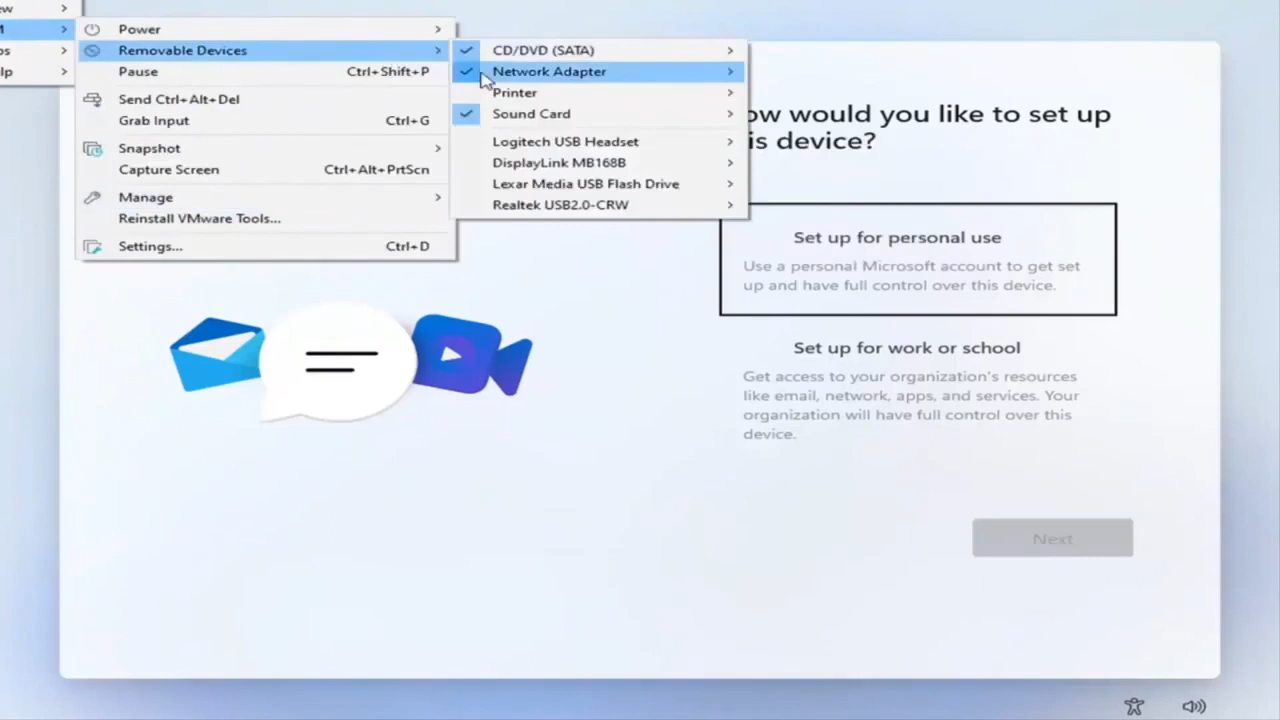 ew
Power
Removable Devices
Pause Ctrl+Shift+P
Send Ctrl+Alt+Del
Grab Input Ctrl+G
Snapshot
Capture Screen Ctrl+Alt+PrtScn
Manage
Reinstall VMware Tools...
Settings... Ctrl+D
ps
lp
CD/DVD (SATA)
Network Adapter
Printer
Sound Card
Logitech USB Headset
DisplayLink MB168B
Lexar Media USB Flash Drive
Realtek USB2.0-CRW
ow would you like to set up
is device?
Set up for personal use
Use a personal Microsoft account to get set
up and have full control over this device.
Set up for work or school
Get access to your organization's resources
like email, network, apps, and services. Your
organization will have full control over this
device.
Next